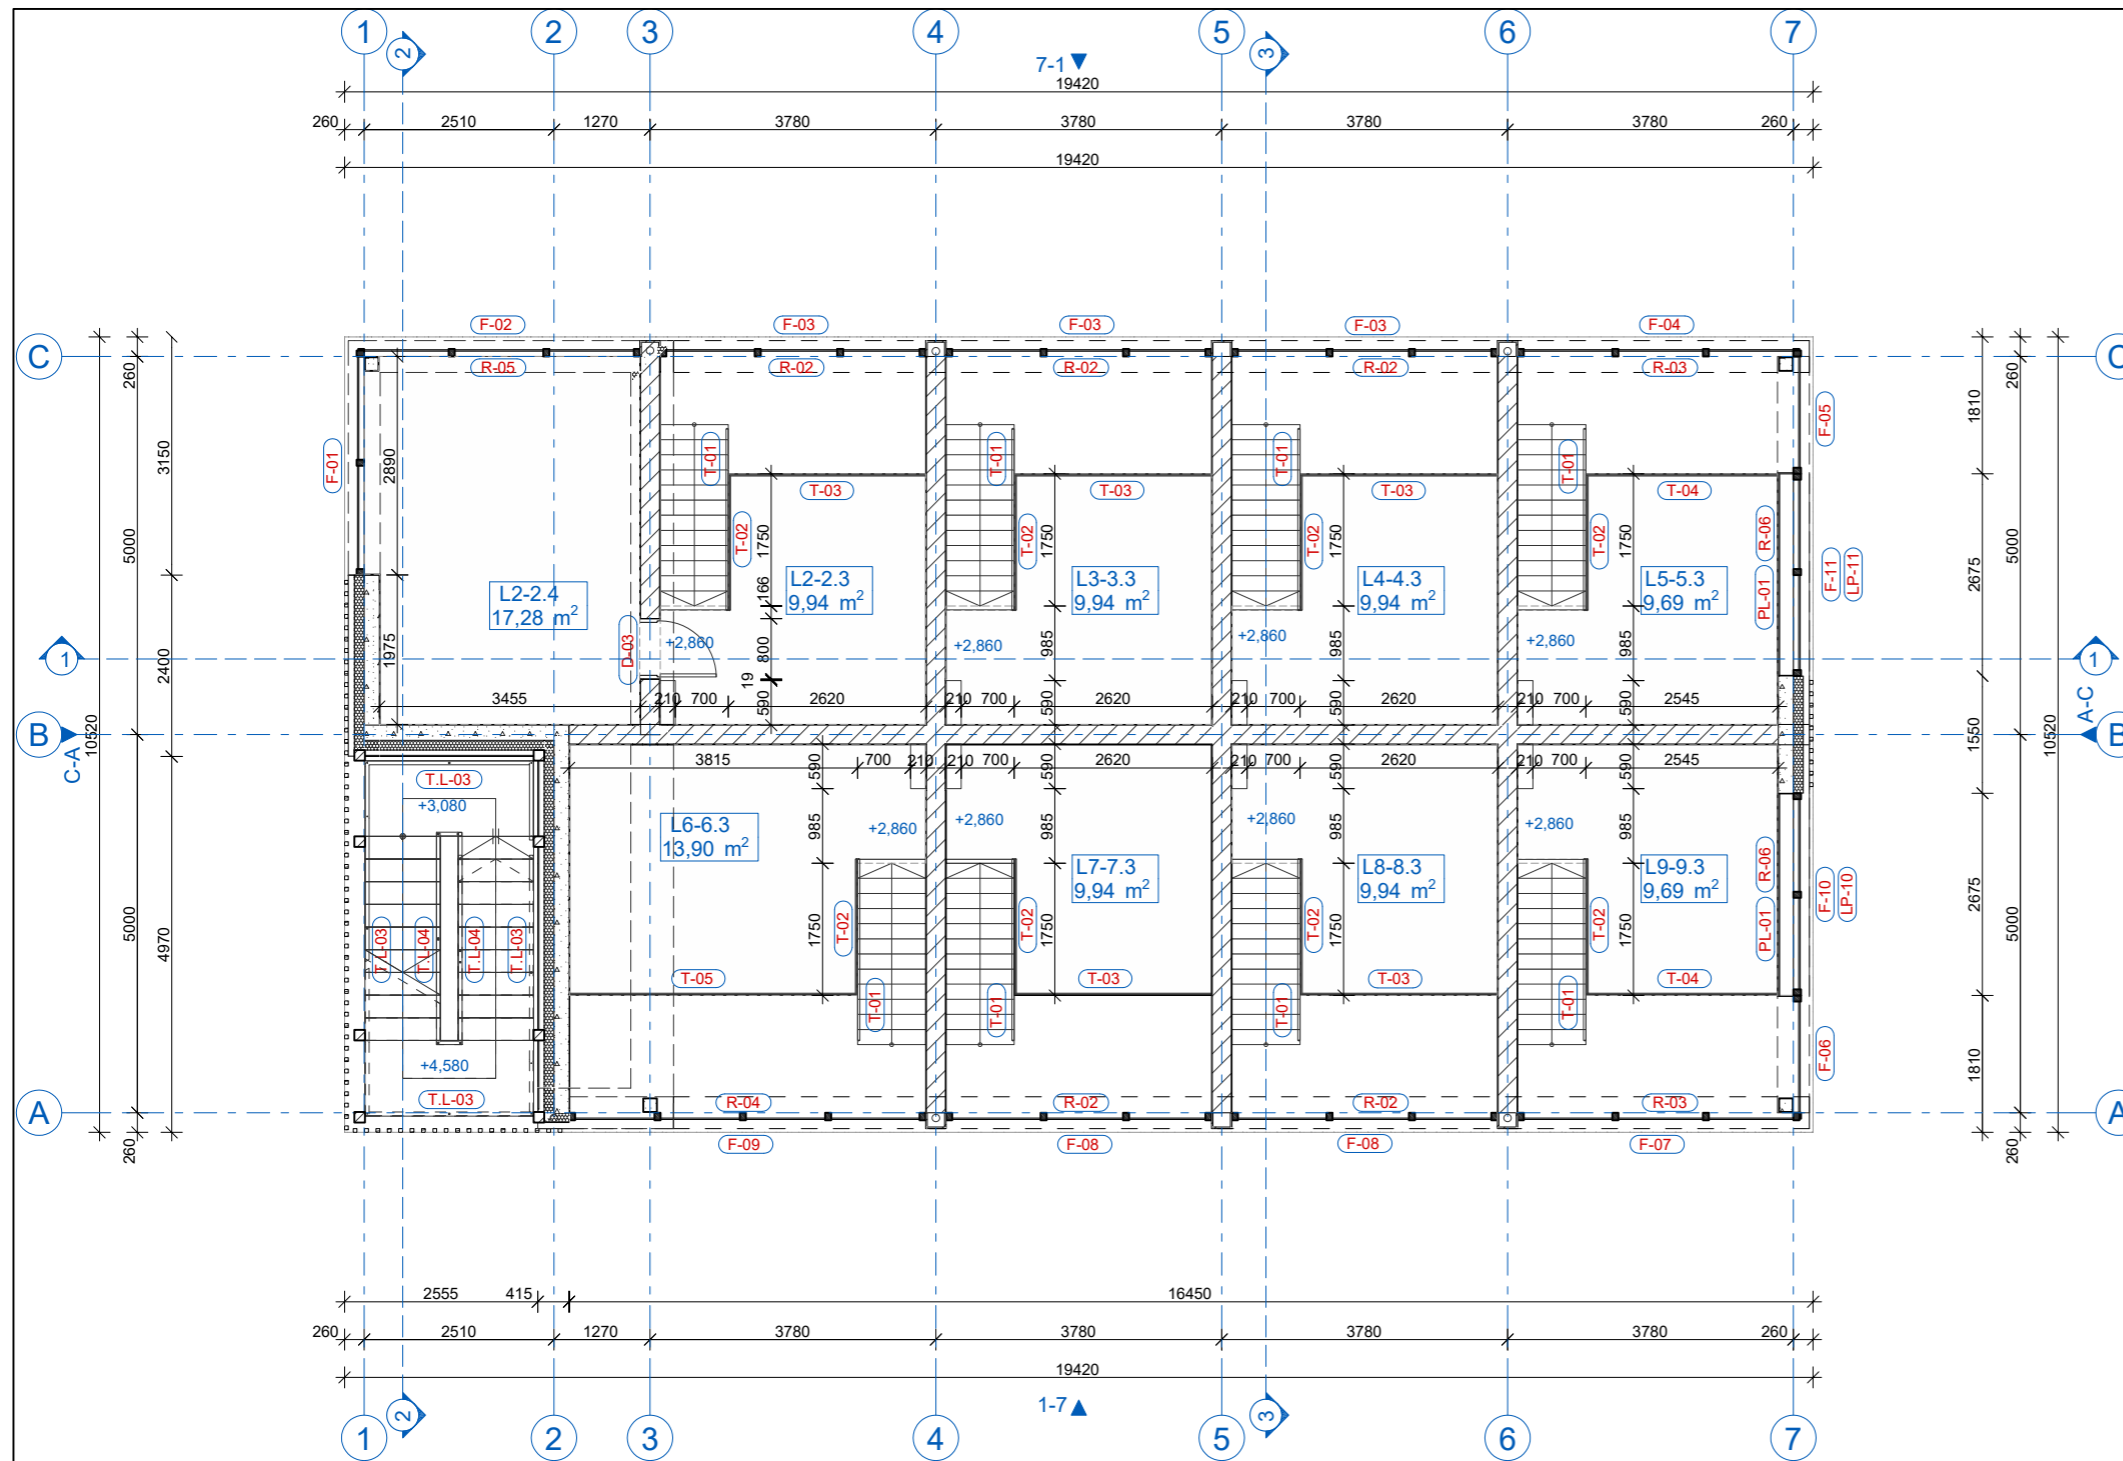 1 2 3 4 5 6 7
2 3
7-1
19420
260 2510 1270 3780 3780 3780 3780 260
19420
F-02 F-03 F-03 F-03 F-04
C C
R-05 R-02 R-02 R-02 R-03
260 3150 5000 2890 F-01
T-01 T-01 T-01 T-01
T-03 T-03 T-03 T-04
T-02 T-02 T-02 T-02
1750 1750 1750 1750
F-05 1810 260
R-06 PL-01 F-11 LP-11 2675 5000
L2-2.4
17,28 m²
L2-2.3
9,94 m²
L3-3.3
9,94 m²
L4-4.3
9,94 m²
L5-5.3
9,69 m²
166 800 19 590
985 590 985 590 985 590
D-03 +2,860 +2,860 +2,860 +2,860
1 1
1975 2400
3455 210 700 2620 210 700 2620 210 700 2620 210 700 2545
B B
C-A 10520 A-C 10520 1550
3815 700 210 210 700 2620 210 700 2620 210 700 2545
590 590 590 590
T.L-03
+3,080
+2,860 +2,860 +2,860 +2,860
985 985 985 985
L6-6.3
13,90 m²
L7-7.3
9,94 m²
L8-8.3
9,94 m²
L9-9.3
9,69 m²
5000 4970
T.L-03 T.L-04 T.L-04 T.L-03
T-02 T-02 T-02 T-02
1750 1750 1750 1750
R-06 PL-01 F-10 LP-10 2675 5000
T-05 T-03 T-03 T-04
T-01 T-01 T-01 T-01
F-06 1810
+4,580
T.L-03
R-04 R-02 R-02 R-03
A A
260 260
F-09 F-08 F-08 F-07
2555 415 16450
260 2510 1270 3780 3780 3780 3780 260
19420
1-7
2 3
1 2 3 4 5 6 7